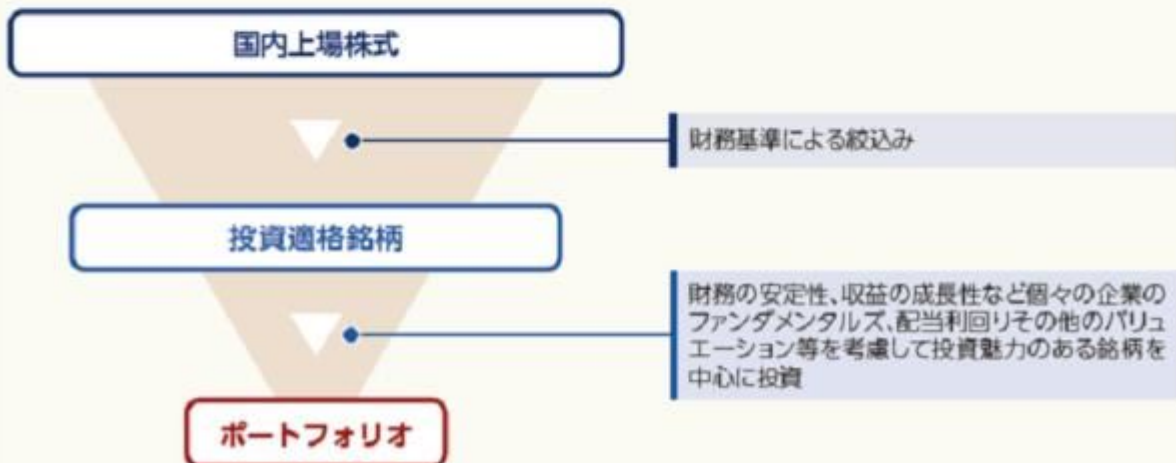 国内上場株式
財務基準による絞込み
投資適格銘柄
財務の安定性、収益の成長性など個々の企業の
ファンダメンタルズ、配当利回りその他のバリュ
エーション等を考慮して投資魅力のある銘柄を
中心に投資
ポートフォリオ